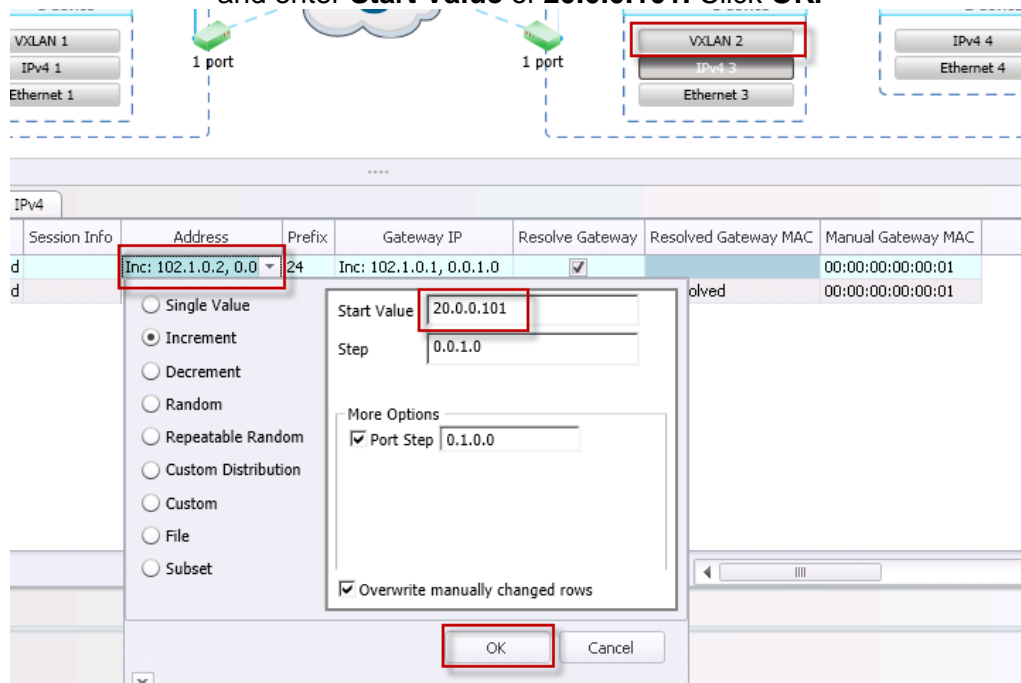 and enter Start Value of 20.0.0.101. Click OK.
VXLAN 1
IPv4 1
Ethernet 1
1 port
1 port
VXLAN 2
IPv4 3
Ethernet 3
IPv4 4
Ethernet 4
IPv4
Session Info Address Prefix Gateway IP Resolve Gateway Resolved Gateway MAC Manual Gateway MAC
d Inc: 102.1.0.2, 0.0 24 Inc: 102.1.0.1, 0.0.1.0 00:00:00:00:00:01
d olved 00:00:00:00:00:01
Single Value
Increment
Decrement
Random
Repeatable Random
Custom Distribution
Custom
File
Subset
Start Value 20.0.0.101
Step 0.0.1.0
More Options
Port Step 0.1.0.0
Overwrite manually changed rows
OK Cancel